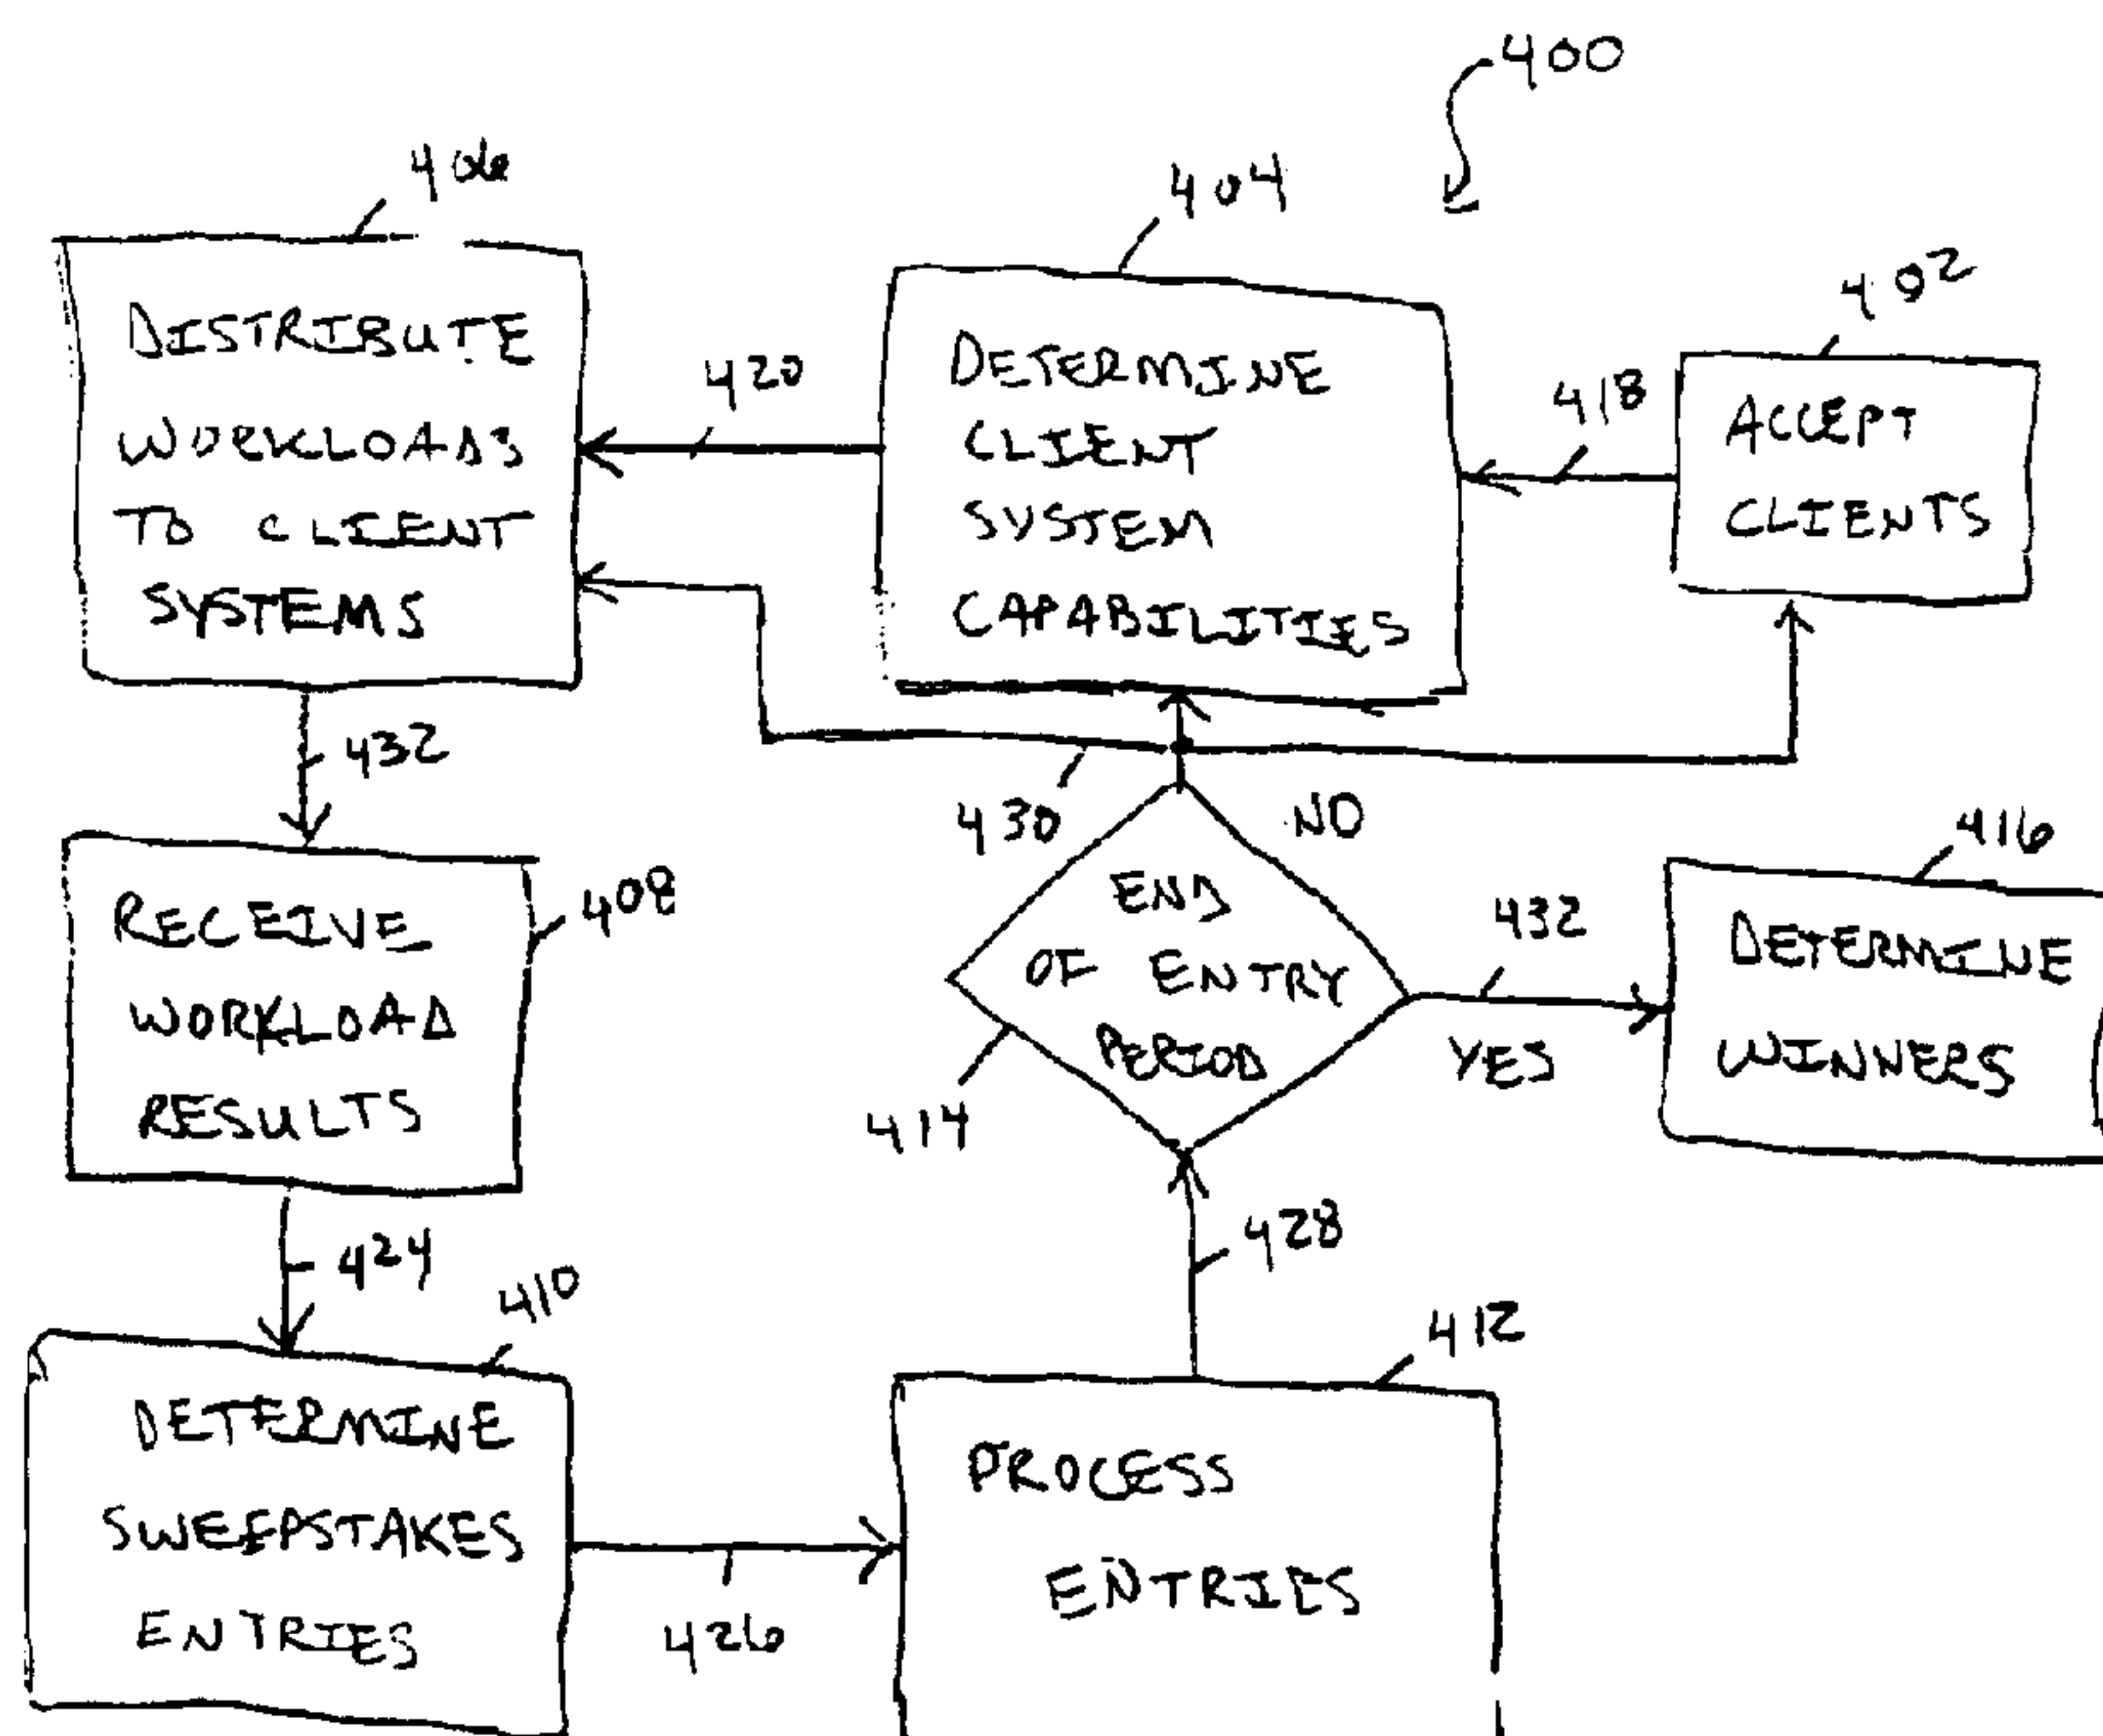 400
406
404
402
DISTRIBUTE
WORKLOADS
TO CLIENT
SYSTEMS
420
DETERMINE
CLIENT
SYSTEM
CAPABILITIES
418
ACCEPT
CLIENTS
432
430
NO
416
RECEIVE
WORKLOAD
RESULTS
408
END
OF ENTRY
PERIOD
432
YES
DETERMINE
WINNERS
414
424
428
410
412
DETERMINE
SWEEPSTAKES
ENTRIES
426
PROCESS
ENTRIES